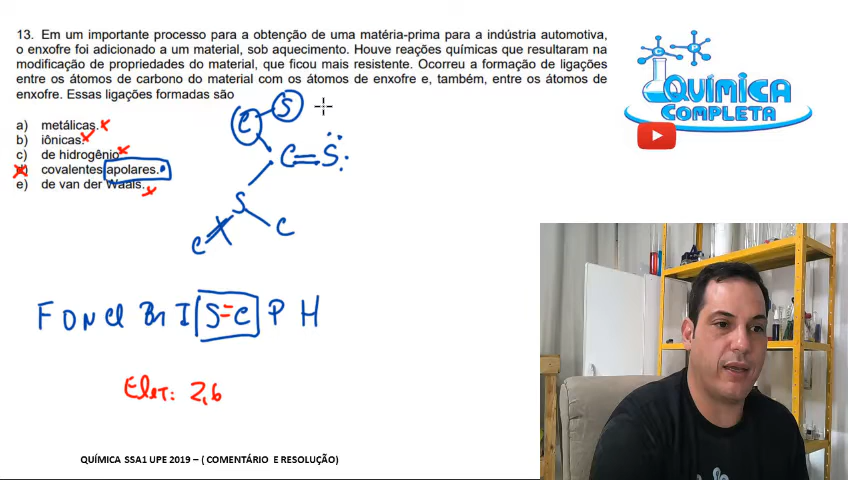 13. Em um importante processo para a obtenção de uma matéria-prima para a indústria automotiva,
o enxofre foi adicionado a um material, sob aquecimento. Houve reações químicas que resultaram na
modificação de propriedades do material, que ficou mais resistente. Ocorreu a formação de ligações
entre os átomos de carbono do material com os átomos de enxofre e, também, entre os átomos de
enxofre. Essas ligações formadas são
a) metálicas.
b) iônicas.
c) de hidrogênio
d) covalentes apolares.
e) de van der Waals.
C S
C = S
S
C C
F O N Cl Br I S = C P H
Elet: 2,6
QUÍMICA
COMPLETA
C P
QUÍMICA SSA1 UPE 2019 – ( COMENTÁRIO E RESOLUÇÃO)